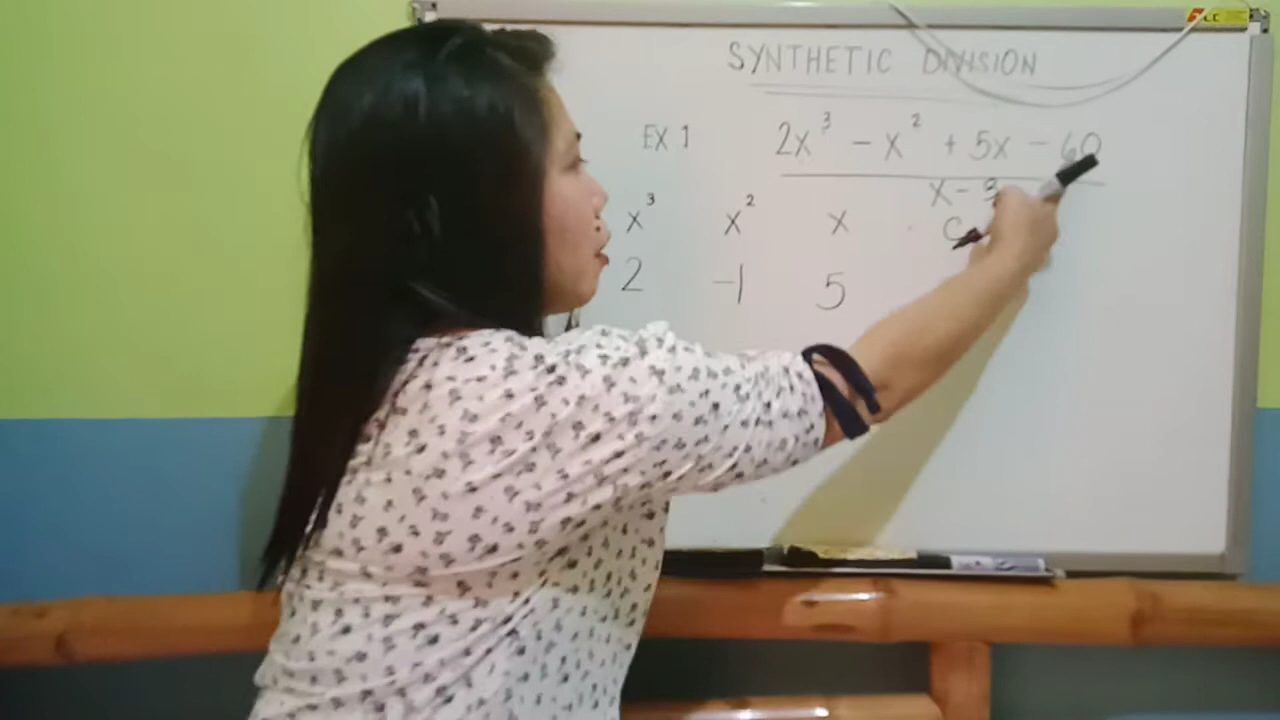 SYNTHETIC DIVISION
EX 1
2x³ - x² + 5x - 60
x - 3
x³ x² x C
2 -1 5